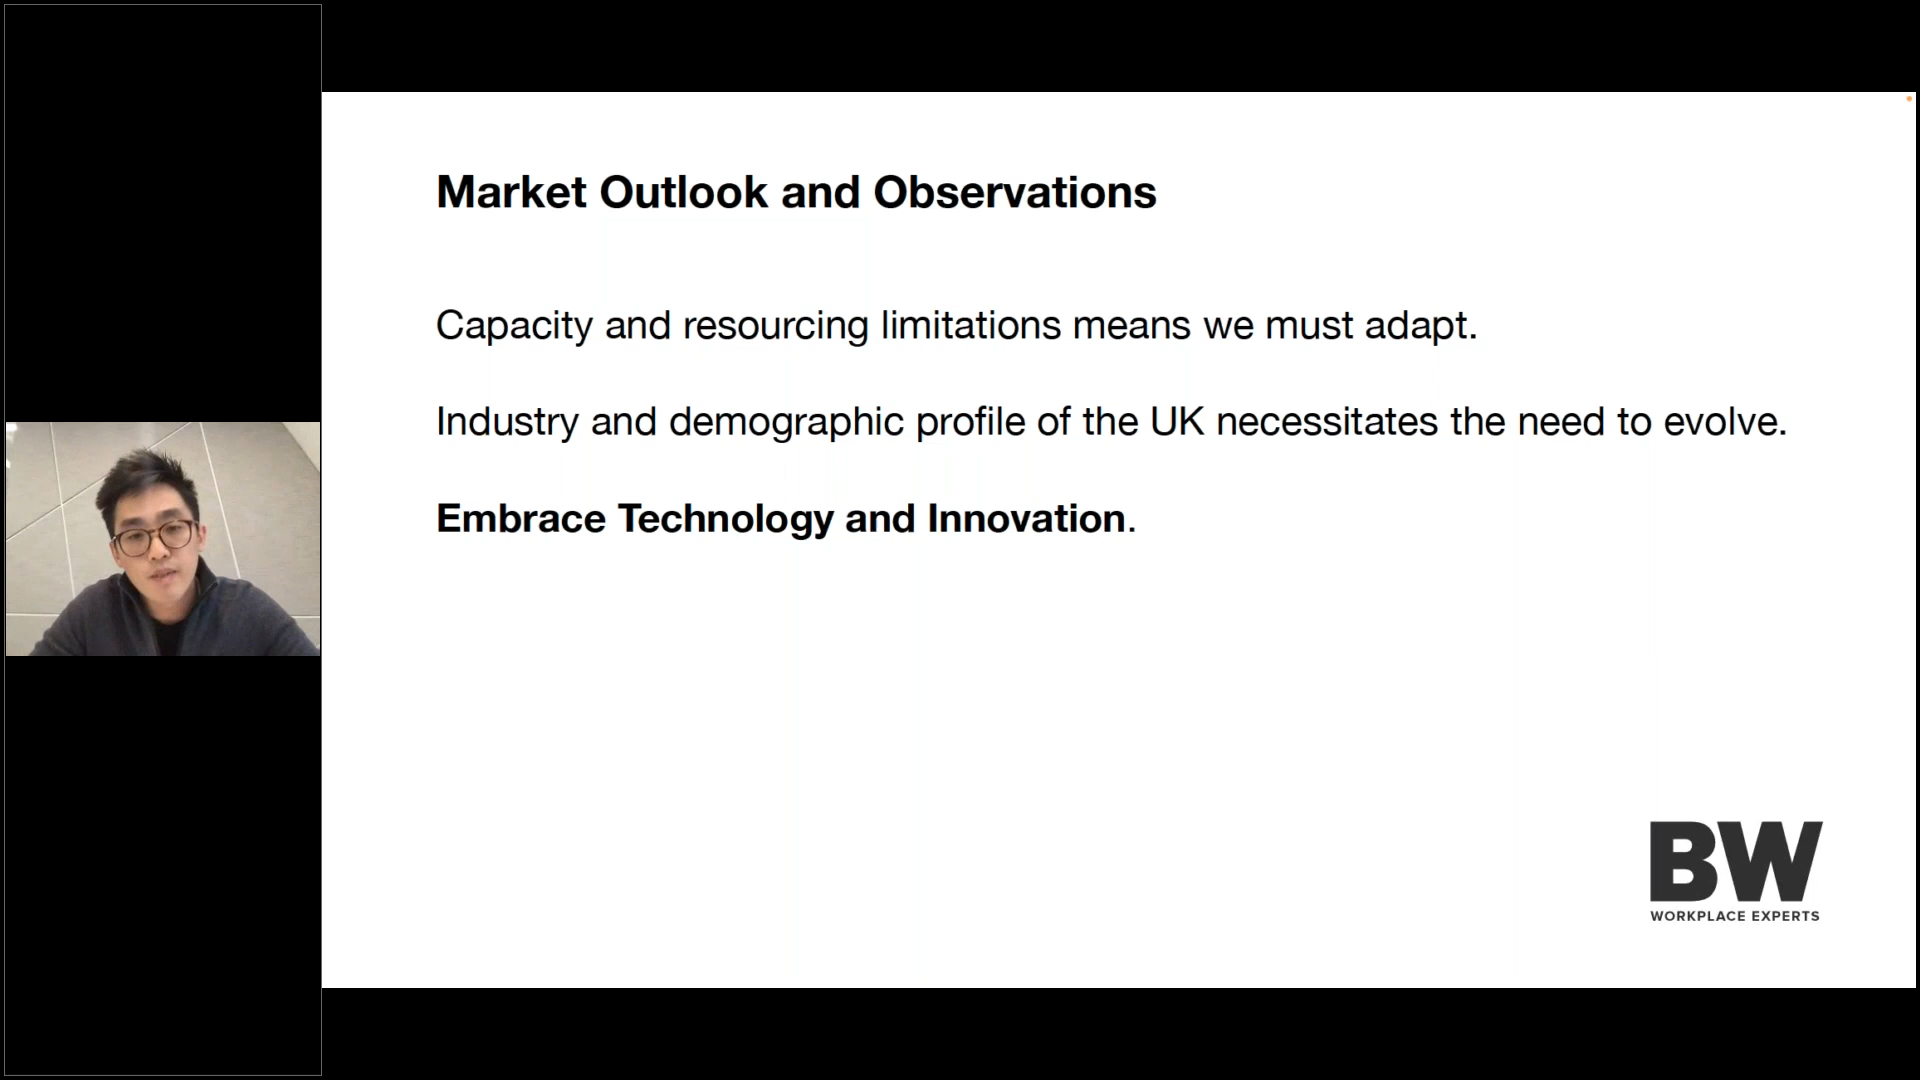 Market Outlook and Observations
Capacity and resourcing limitations means we must adapt.
Industry and demographic profile of the UK necessitates the need to evolve.
Embrace Technology and Innovation.
BW
WORKPLACE EXPERTS